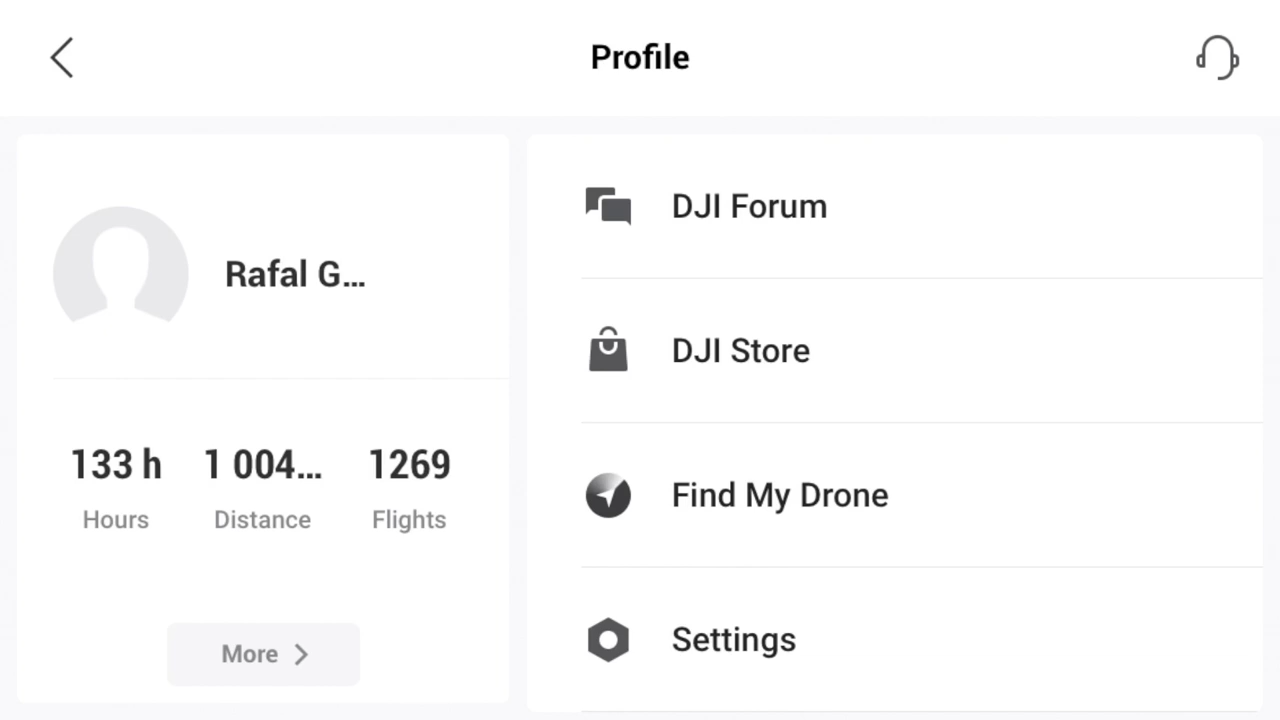 Profile
Rafal G...
133 h
Hours
1 004...
Distance
1269
Flights
More
DJI Forum
DJI Store
Find My Drone
Settings